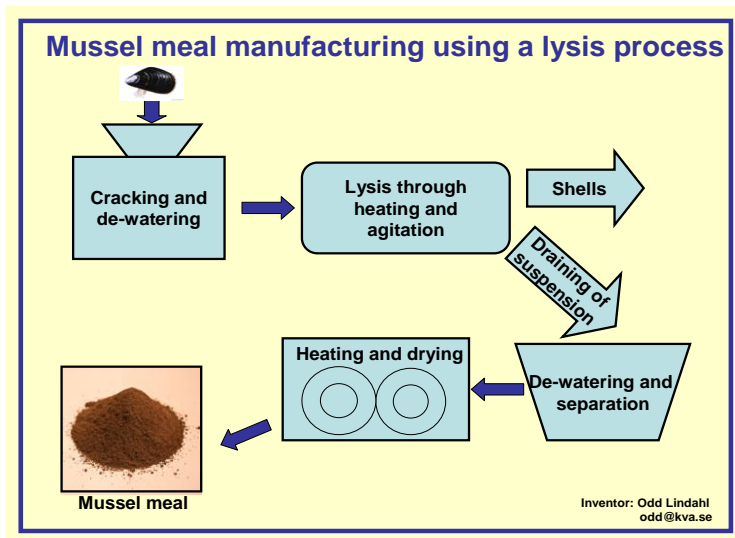 Mussel meal manufacturing using a lysis process
Cracking and
de-watering
Lysis through
heating and
agitation
Shells
Draining of
suspension
De-watering and
separation
Heating and drying
Mussel meal
Inventor: Odd Lindahl
odd@kva.se